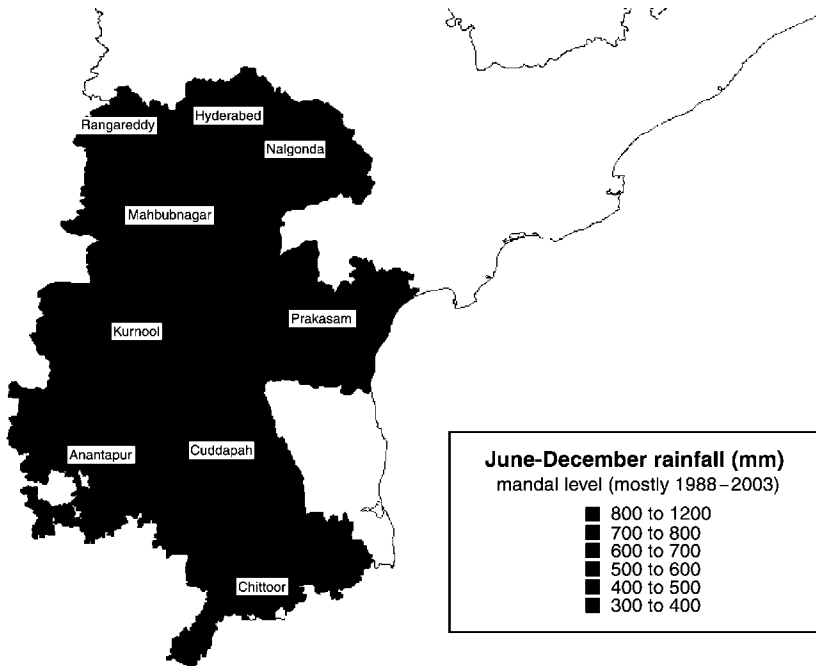 Rangareddy
Hyderabed
Nalgonda
Mahbubnagar
Prakasam
Kurnool
Anantapur
Cuddapah
Chittoor
June-December rainfall (mm)
mandal level (mostly 1988–2003)
800 to 1200
700 to 800
600 to 700
500 to 600
400 to 500
300 to 400